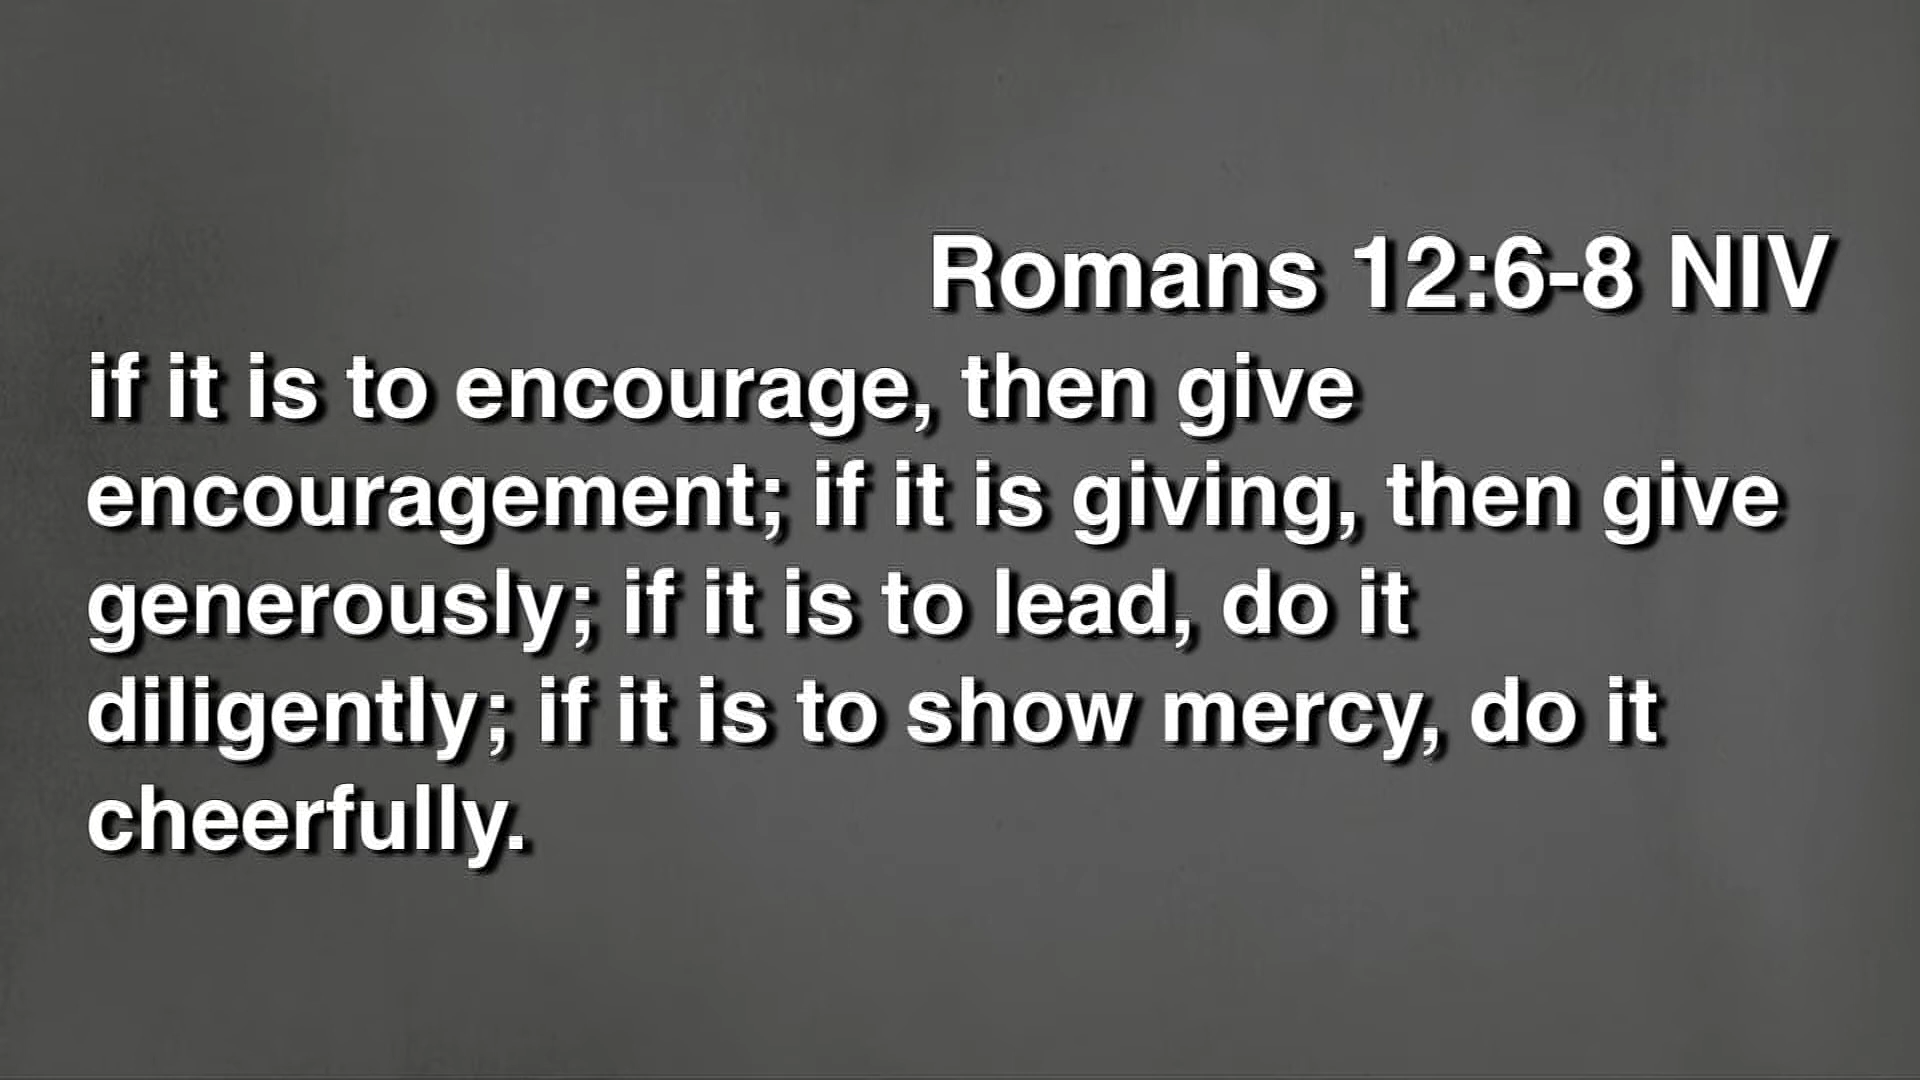 Romans 12:6-8 NIV
if it is to encourage, then give
encouragement; if it is giving, then give
generously; if it is to lead, do it
diligently; if it is to show mercy, do it
cheerfully.